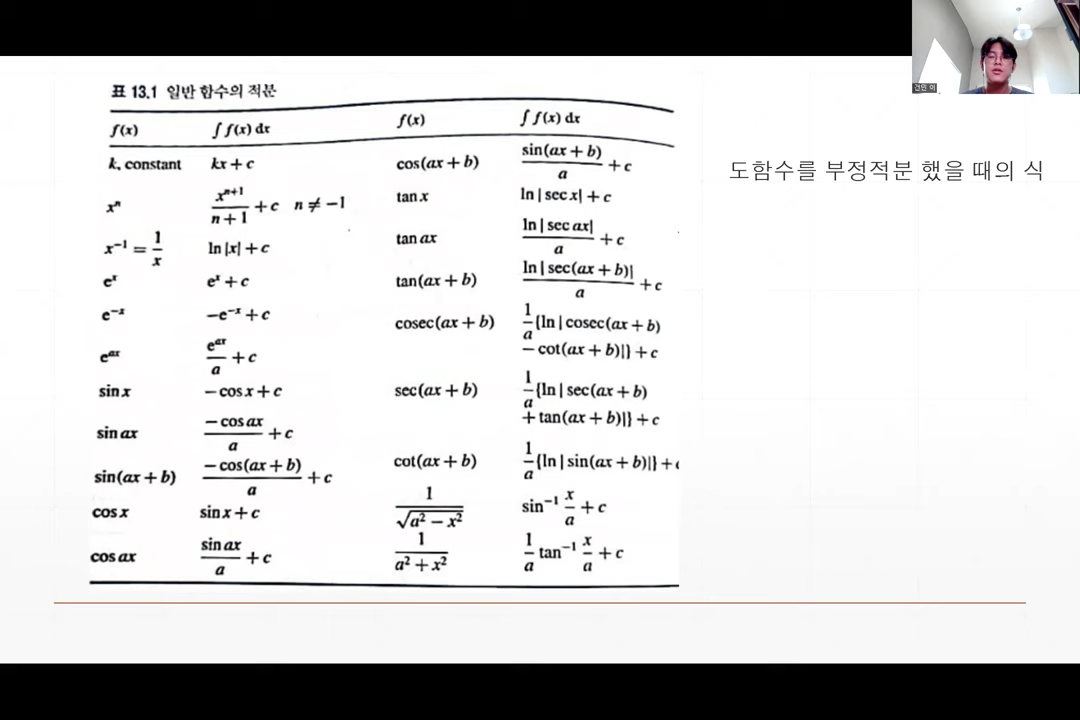 표 13.1 일반 함수의 적분
f(x) ∫ f(x) dx f(x) ∫ f(x) dx
k, constant kx + c cos(ax + b) sin(ax + b)/a + c
xⁿ xⁿ⁺¹/n + 1 + c n ≠ −1 tan x ln | sec x| + c
x⁻¹ = 1/x ln |x| + c tan ax ln | sec ax|/a + c
eˣ eˣ + c tan(ax + b) ln | sec(ax + b)|/a + c
e⁻ˣ −e⁻ˣ + c cosec(ax + b) 1/a {ln | cosec(ax + b)
− cot(ax + b)|} + c
eᵃˣ eᵃˣ/a + c
sin x − cos x + c sec(ax + b) 1/a {ln | sec(ax + b)
+ tan(ax + b)|} + c
sin ax − cos ax/a + c
sin(ax + b) − cos(ax + b)/a + c cot(ax + b) 1/a {ln | sin(ax + b)|} + c
cos x sin x + c 1/√a² − x² sin⁻¹ x/a + c
cos ax sin ax/a + c 1/a² + x² 1/a tan⁻¹ x/a + c
도함수를 부정적분 했을 때의 식